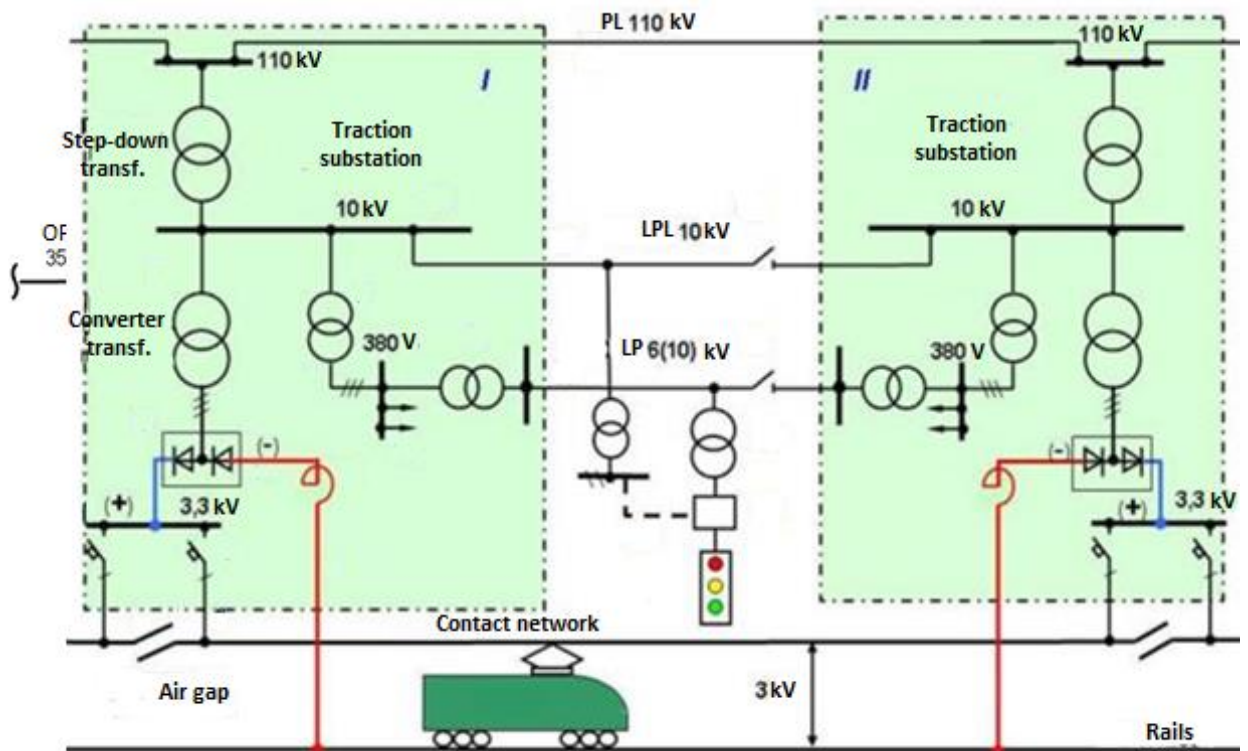 PL 110 kV
110 kV
110 kV
I
II
Step-down
transf.
Traction
substation
Traction
substation
10 kV
10 kV
OF
35
LPL 10 kV
Converter
transf.
380 V
LP 6(10) kV
380 V
(-)
(-)
(+)
3,3 kV
(+)
3,3 kV
Contact network
Air gap
3 kV
Rails